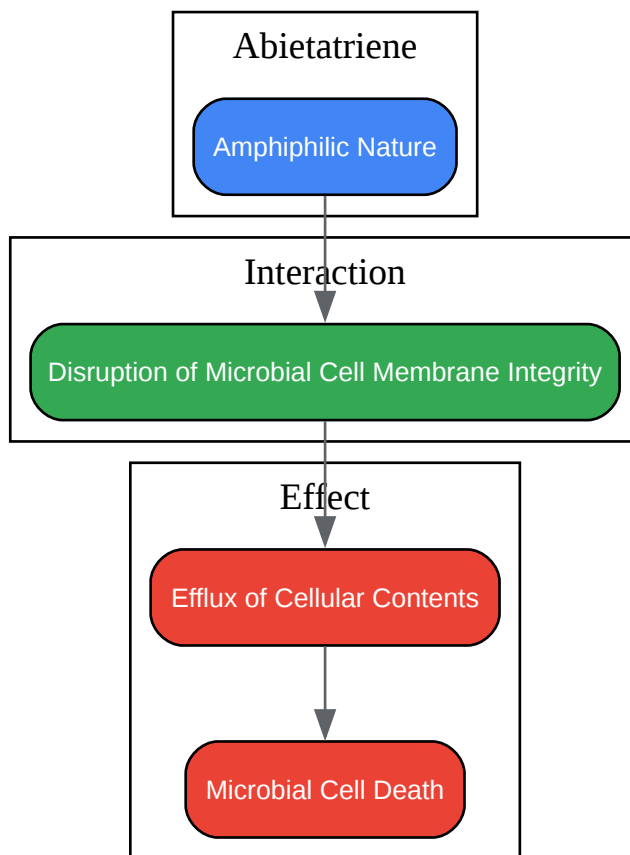 Abietatriene
Amphiphilic Nature
Interaction
Disruption of Microbial Cell Membrane Integrity
Effect
Efflux of Cellular Contents
Microbial Cell Death